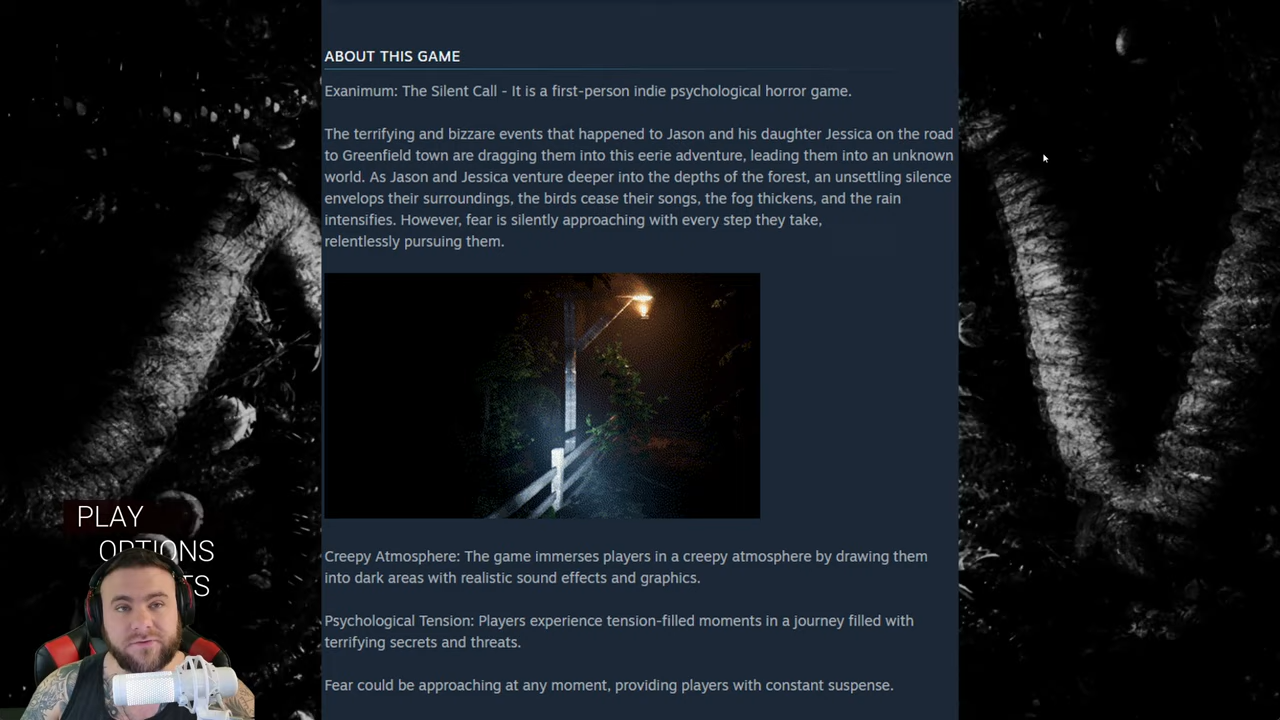 ABOUT THIS GAME
Exanimum: The Silent Call - It is a first-person indie psychological horror game.
The terrifying and bizzare events that happened to Jason and his daughter Jessica on the road
to Greenfield town are dragging them into this eerie adventure, leading them into an unknown
world. As Jason and Jessica venture deeper into the depths of the forest, an unsettling silence
envelops their surroundings, the birds cease their songs, the fog thickens, and the rain
intensifies. However, fear is silently approaching with every step they take,
relentlessly pursuing them.
Creepy Atmosphere: The game immerses players in a creepy atmosphere by drawing them
into dark areas with realistic sound effects and graphics.
Psychological Tension: Players experience tension-filled moments in a journey filled with
terrifying secrets and threats.
Fear could be approaching at any moment, providing players with constant suspense.
PLAY
OPTIONS